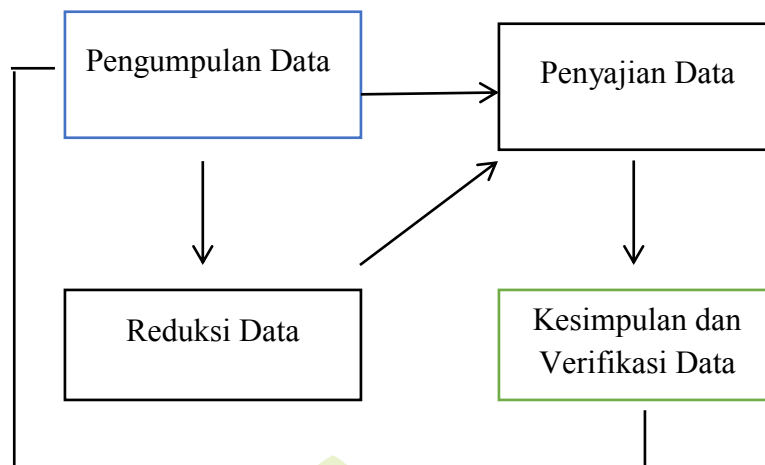 Pengumpulan Data
Penyajian Data
Reduksi Data
Kesimpulan dan
Verifikasi Data